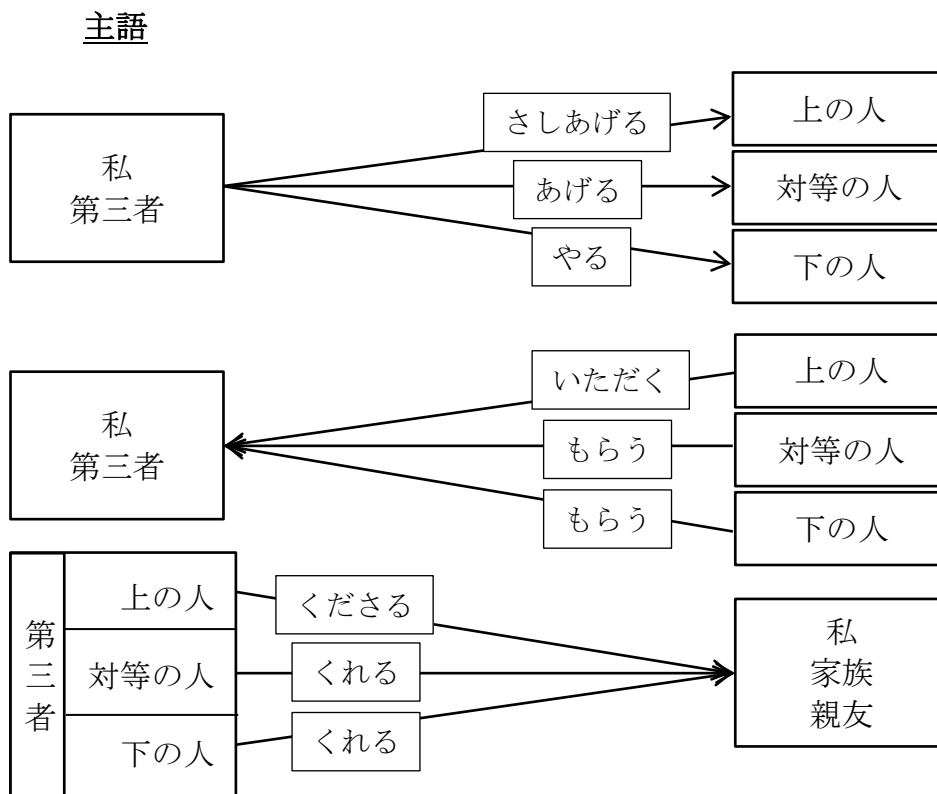 主語
私
第三者
さしあげる
あげる
やる
上の人
対等の人
下の人
私
第三者
いただく
もらう
もらう
上の人
対等の人
下の人
第三者
上の人
対等の人
下の人
くださる
くれる
くれる
私
家族
親友